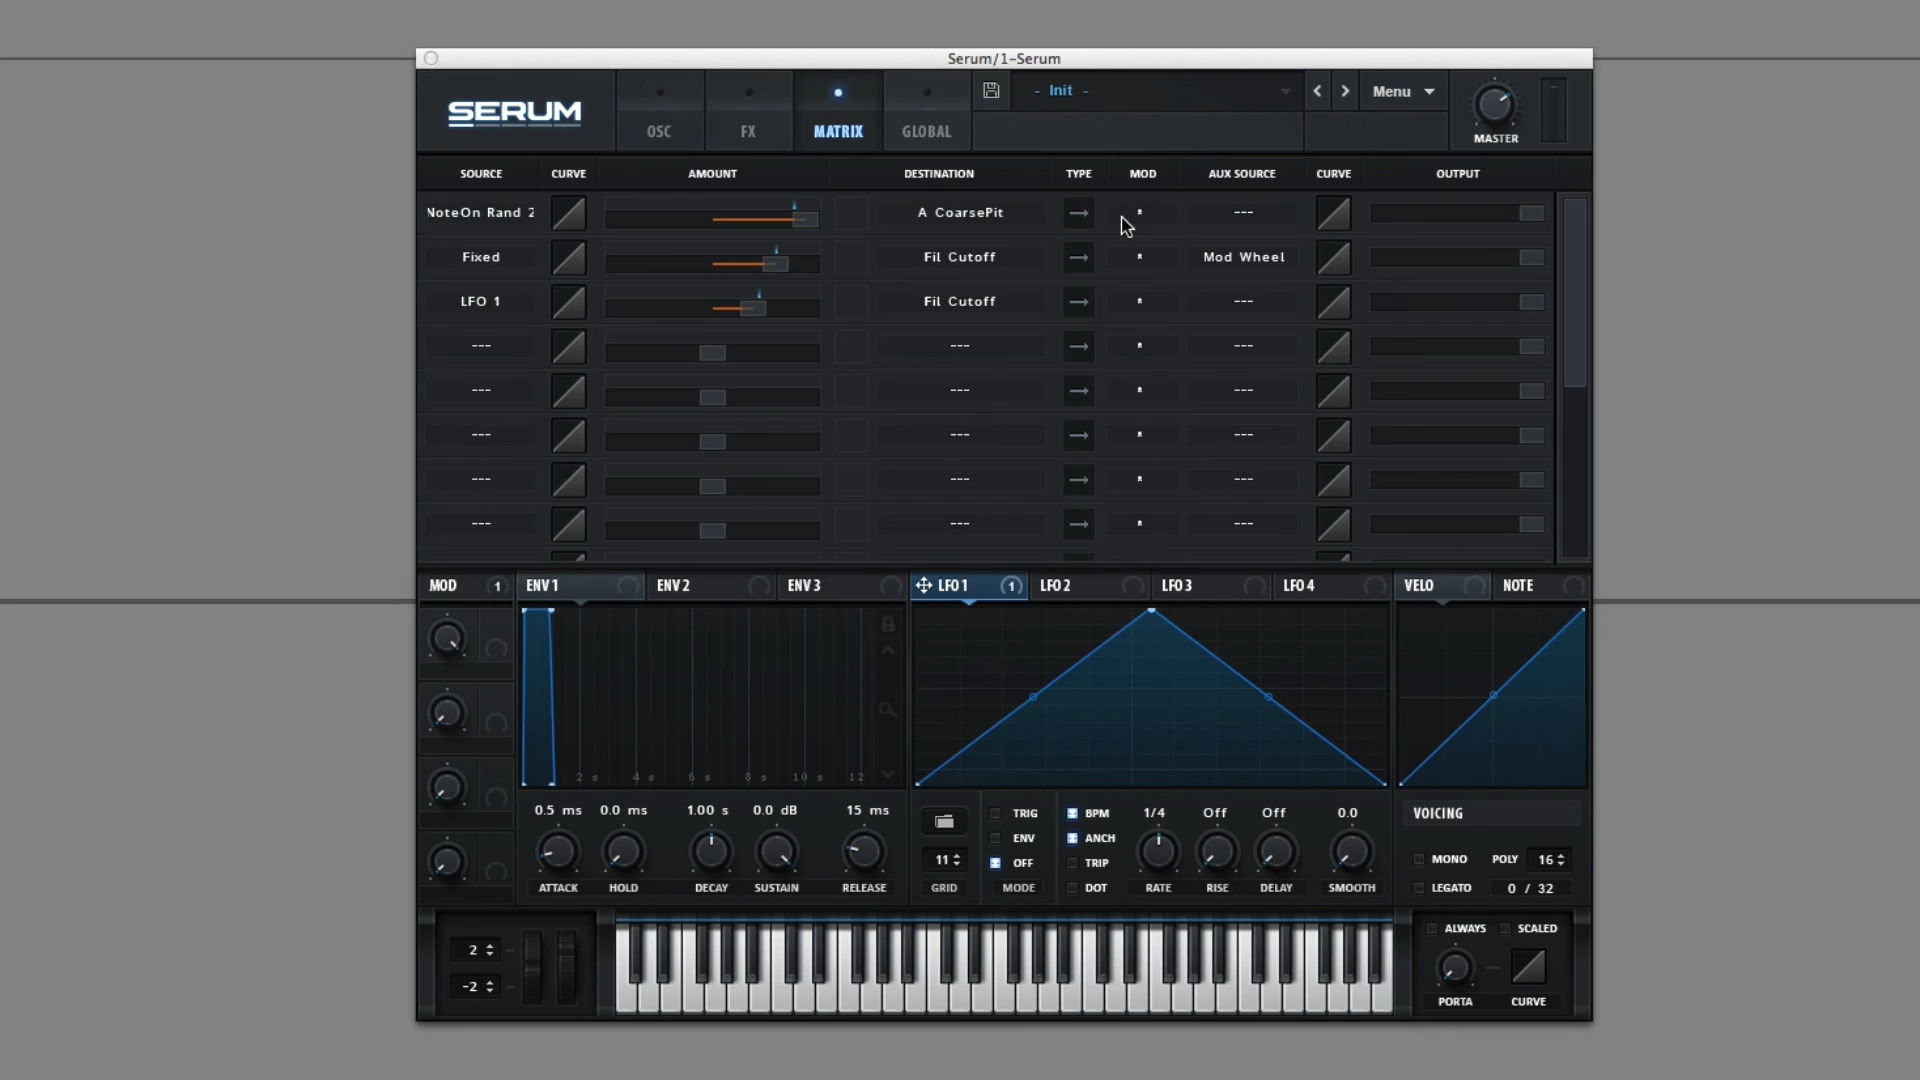 Serum/1-Serum
SERUM
OSC
FX
MATRIX
GLOBAL
- Init -
Menu
MASTER
SOURCE CURVE AMOUNT DESTINATION TYPE MOD AUX SOURCE CURVE OUTPUT
NoteOn Rand 2 A CoarsePit * ---
Fixed Fil Cutoff * Mod Wheel
LFO 1 Fil Cutoff * ---
--- --- * ---
--- --- * ---
--- --- * ---
--- --- * ---
--- --- * ---
MOD 1 ENV 1 ENV 2 ENV 3 LFO 1 1 LFO 2 LFO 3 LFO 4 VELO NOTE
2 s 4 s 6 s 8 s 10 s 12
0.5 ms 0.0 ms 1.00 s 0.0 dB 15 ms
ATTACK HOLD DECAY SUSTAIN RELEASE
11
GRID
TRIG
ENV
OFF
MODE
BPM
ANCH
TRIP
DOT
1/4 Off Off 0.0
RATE RISE DELAY SMOOTH
VOICING
MONO POLY 16
LEGATO 0 / 32
2
-2
ALWAYS SCALED
PORTA CURVE